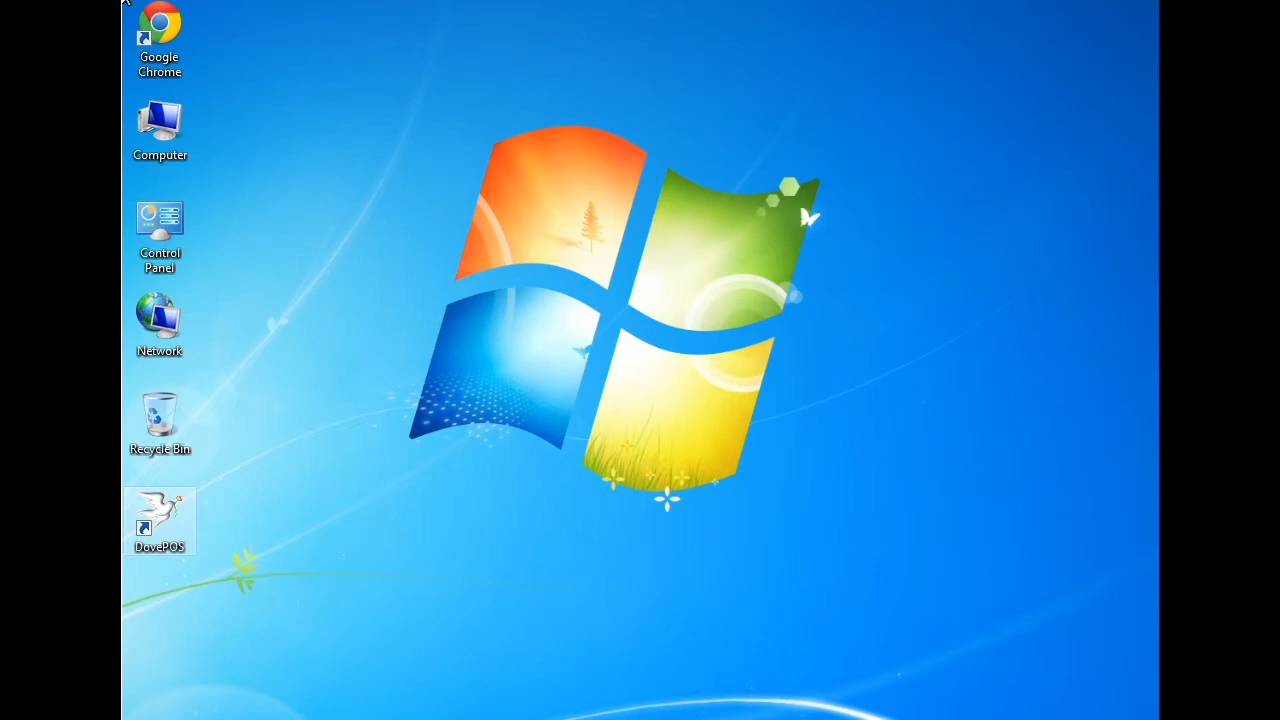 Google
Chrome
Computer
Control
Panel
Network
Recycle Bin
DovePOS